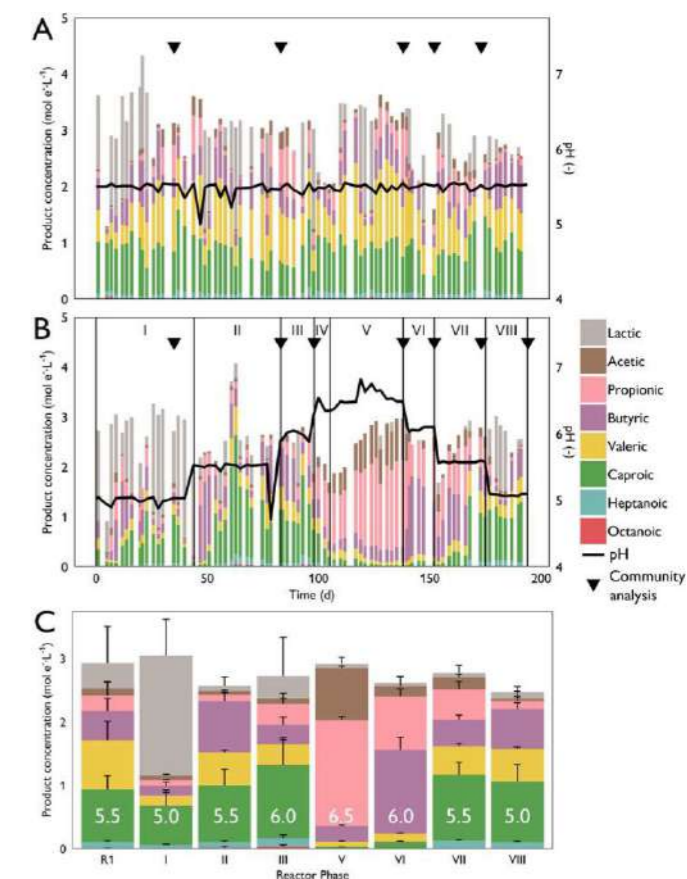 A
Product concentration (mol e⁻·L⁻¹)
5
4
3
2
1
0
7
6
5
4
pH (-)
B
Product concentration (mol e⁻·L⁻¹)
5
4
3
2
1
0
I II III IV V VI VII VIII
7
6
5
4
pH (-)
0 50 100 150 200
Time (d)
Lactic
Acetic
Propionic
Butyric
Valeric
Caproic
Heptanoic
Octanoic
pH
Community
analysis
C
Product concentration (mol e⁻·L⁻¹)
3
2
1
0
5.5 5.0 5.5 6.0 6.5 6.0 5.5 5.0
R1 I II III V VI VII VIII
Reactor Phase